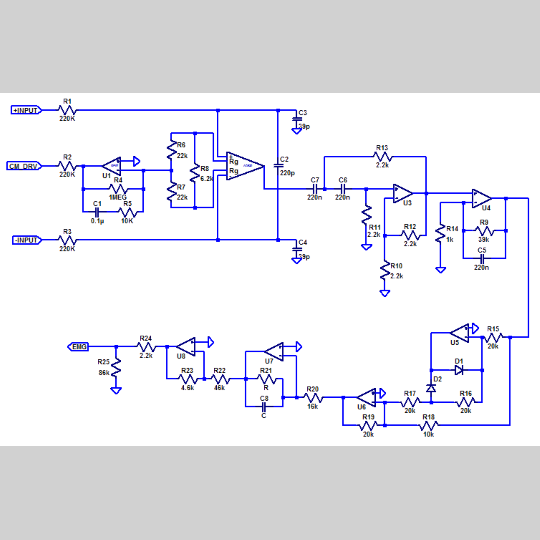 R1
+INPUT
220K
C3
39p
R6
22k
R2
CM_DRV
220K
U1
R4
1MEG
C1
0.1µ
R5
10K
R7
22k
R8
6.2k
Rg
Rg
C2
220p
R3
-INPUT
220K
C4
39p
R13
2.2k
C7
220n
C6
220n
U3
R11
2.2k
R12
2.2k
R10
2.2k
U4
R14
1k
R9
39k
C5
220n
R15
20k
U5
D1
D2
R17
20k
R16
20k
U6
R19
20k
R18
10k
R20
16k
U7
R21
R
C8
C
R22
46k
U8
R23
4.6k
R24
2.2k
EMG
R25
86k